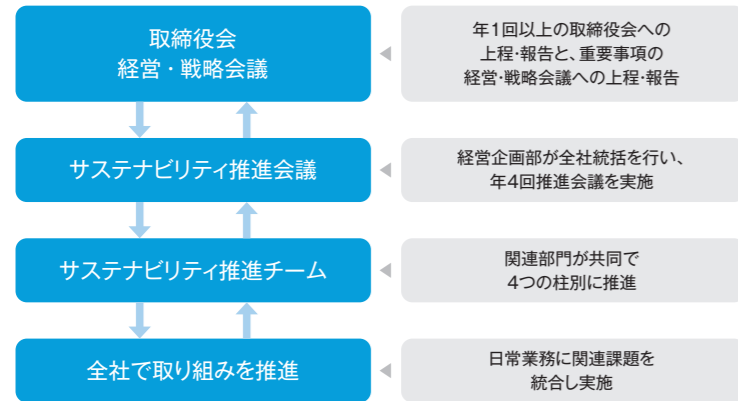 取締役会
経営・戦略会議
年1回以上の取締役会への
上程・報告と、重要事項の
経営・戦略会議への上程・報告
サステナビリティ推進会議
経営企画部が全社統括を行い、
年4回推進会議を実施
サステナビリティ推進チーム
関連部門が共同で
4つの柱別に推進
全社で取り組みを推進
日常業務に関連課題を
統合し実施